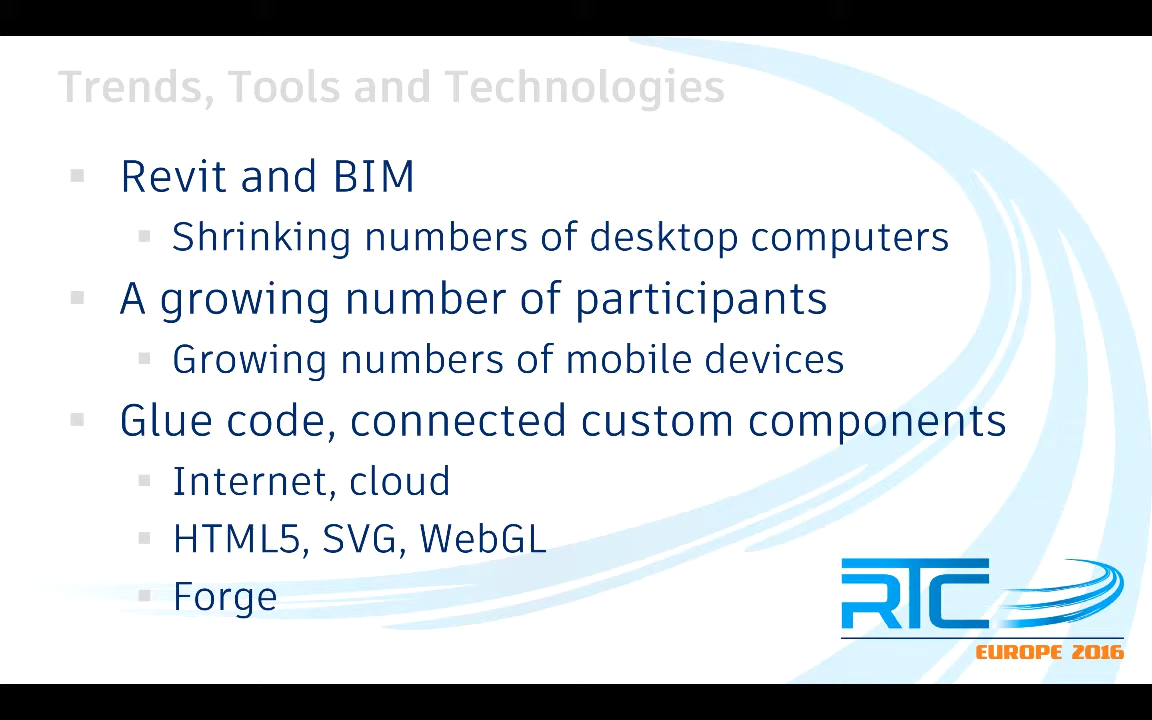 Trends, Tools and Technologies
Revit and BIM
Shrinking numbers of desktop computers
A growing number of participants
Growing numbers of mobile devices
Glue code, connected custom components
Internet, cloud
HTML5, SVG, WebGL
Forge
RTC
EUROPE 2016